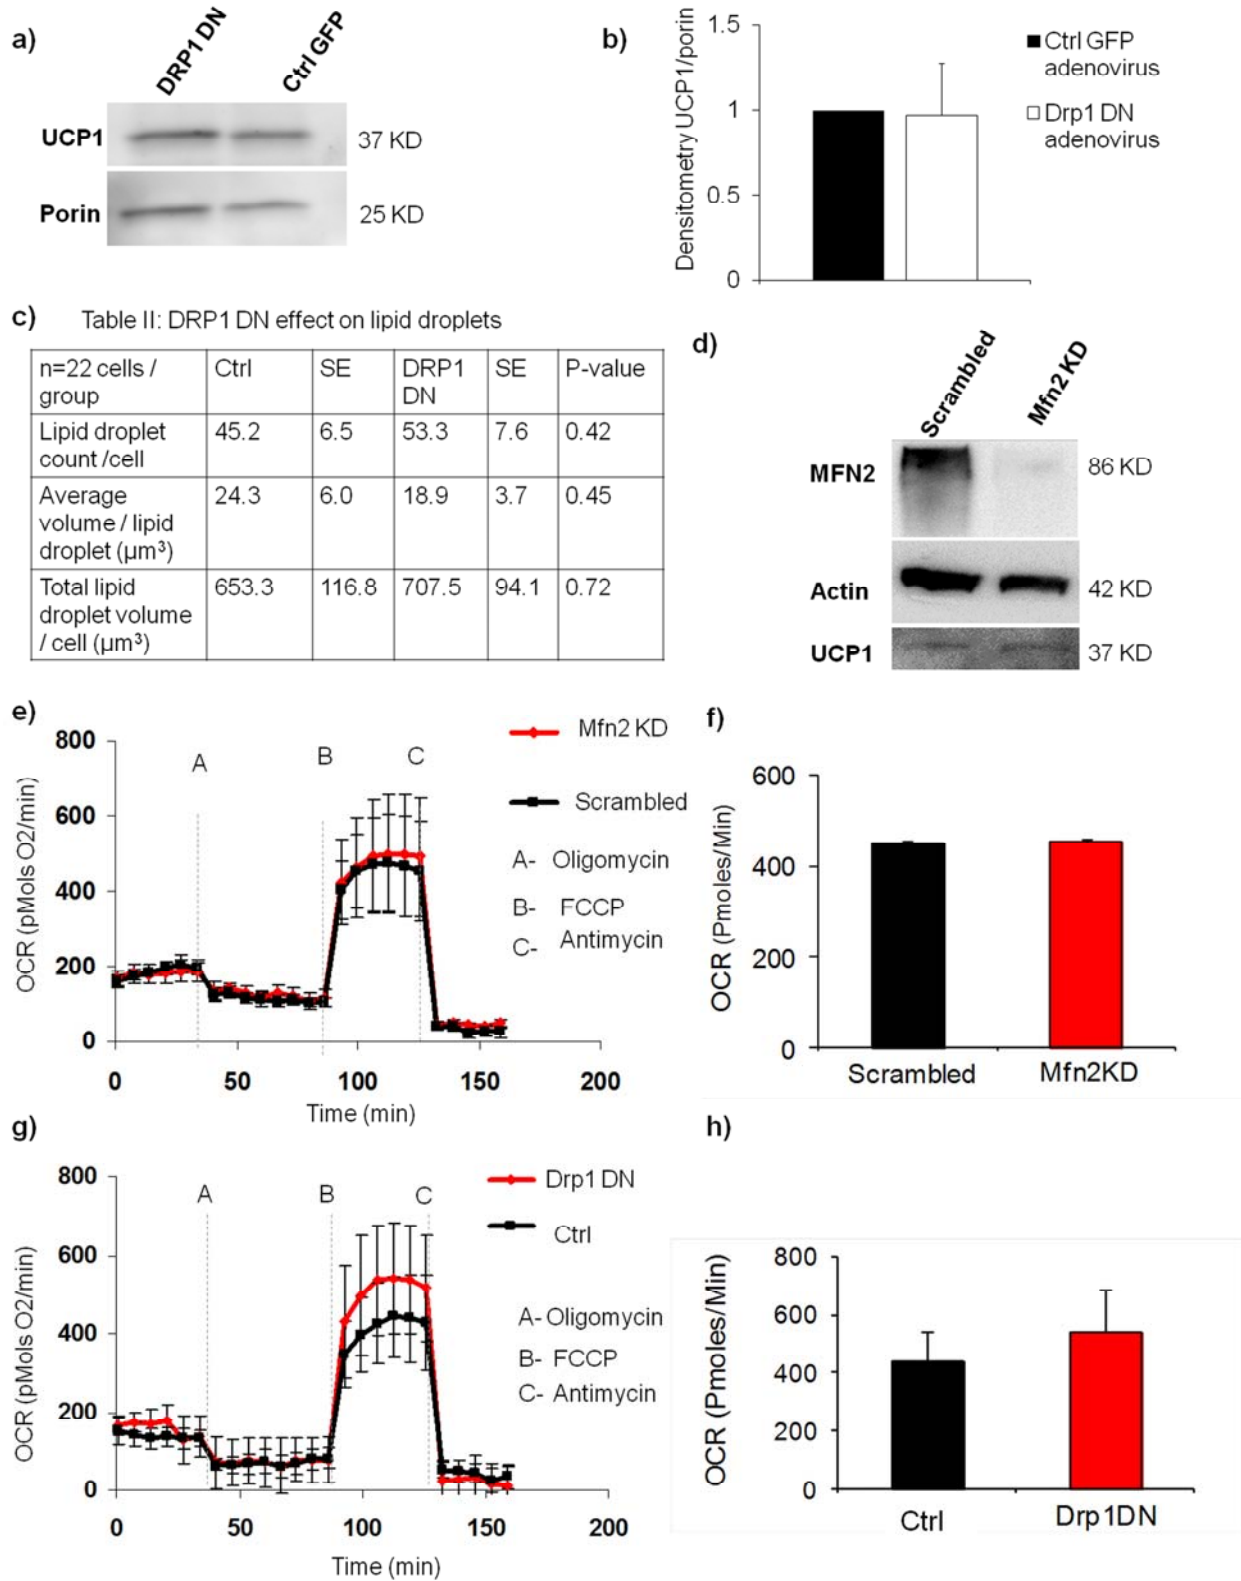 a)
DRP1 DN
Ctrl GFP
UCP1
37 KD
Porin
25 KD
b)
Densitometry UCP1/porin
1.5
1
0.5
0
Ctrl GFP
adenovirus
Drp1 DN
adenovirus
c)
Table II: DRP1 DN effect on lipid droplets
n=22 cells / group
Ctrl
SE
DRP1 DN
SE
P-value
Lipid droplet count /cell
45.2
6.5
53.3
7.6
0.42
Average volume / lipid droplet (µm³)
24.3
6.0
18.9
3.7
0.45
Total lipid droplet volume / cell (µm³)
653.3
116.8
707.5
94.1
0.72
d)
Scrambled
Mfn2 KD
MFN2
86 KD
Actin
42 KD
UCP1
37 KD
e)
OCR (pMols O2/min)
800
600
400
200
0
A
B
C
Mfn2 KD
Scrambled
A- Oligomycin
B- FCCP
C- Antimycin
0 50 100 150 200
Time (min)
f)
OCR (Pmoles/Min)
600
400
200
0
Scrambled
Mfn2KD
g)
OCR (pMols O2/min)
800
600
400
200
0
A
B
C
Drp1 DN
Ctrl
A- Oligomycin
B- FCCP
C- Antimycin
0 50 100 150 200
Time (min)
h)
OCR (Pmoles/Min)
800
600
400
200
0
Ctrl
Drp1DN